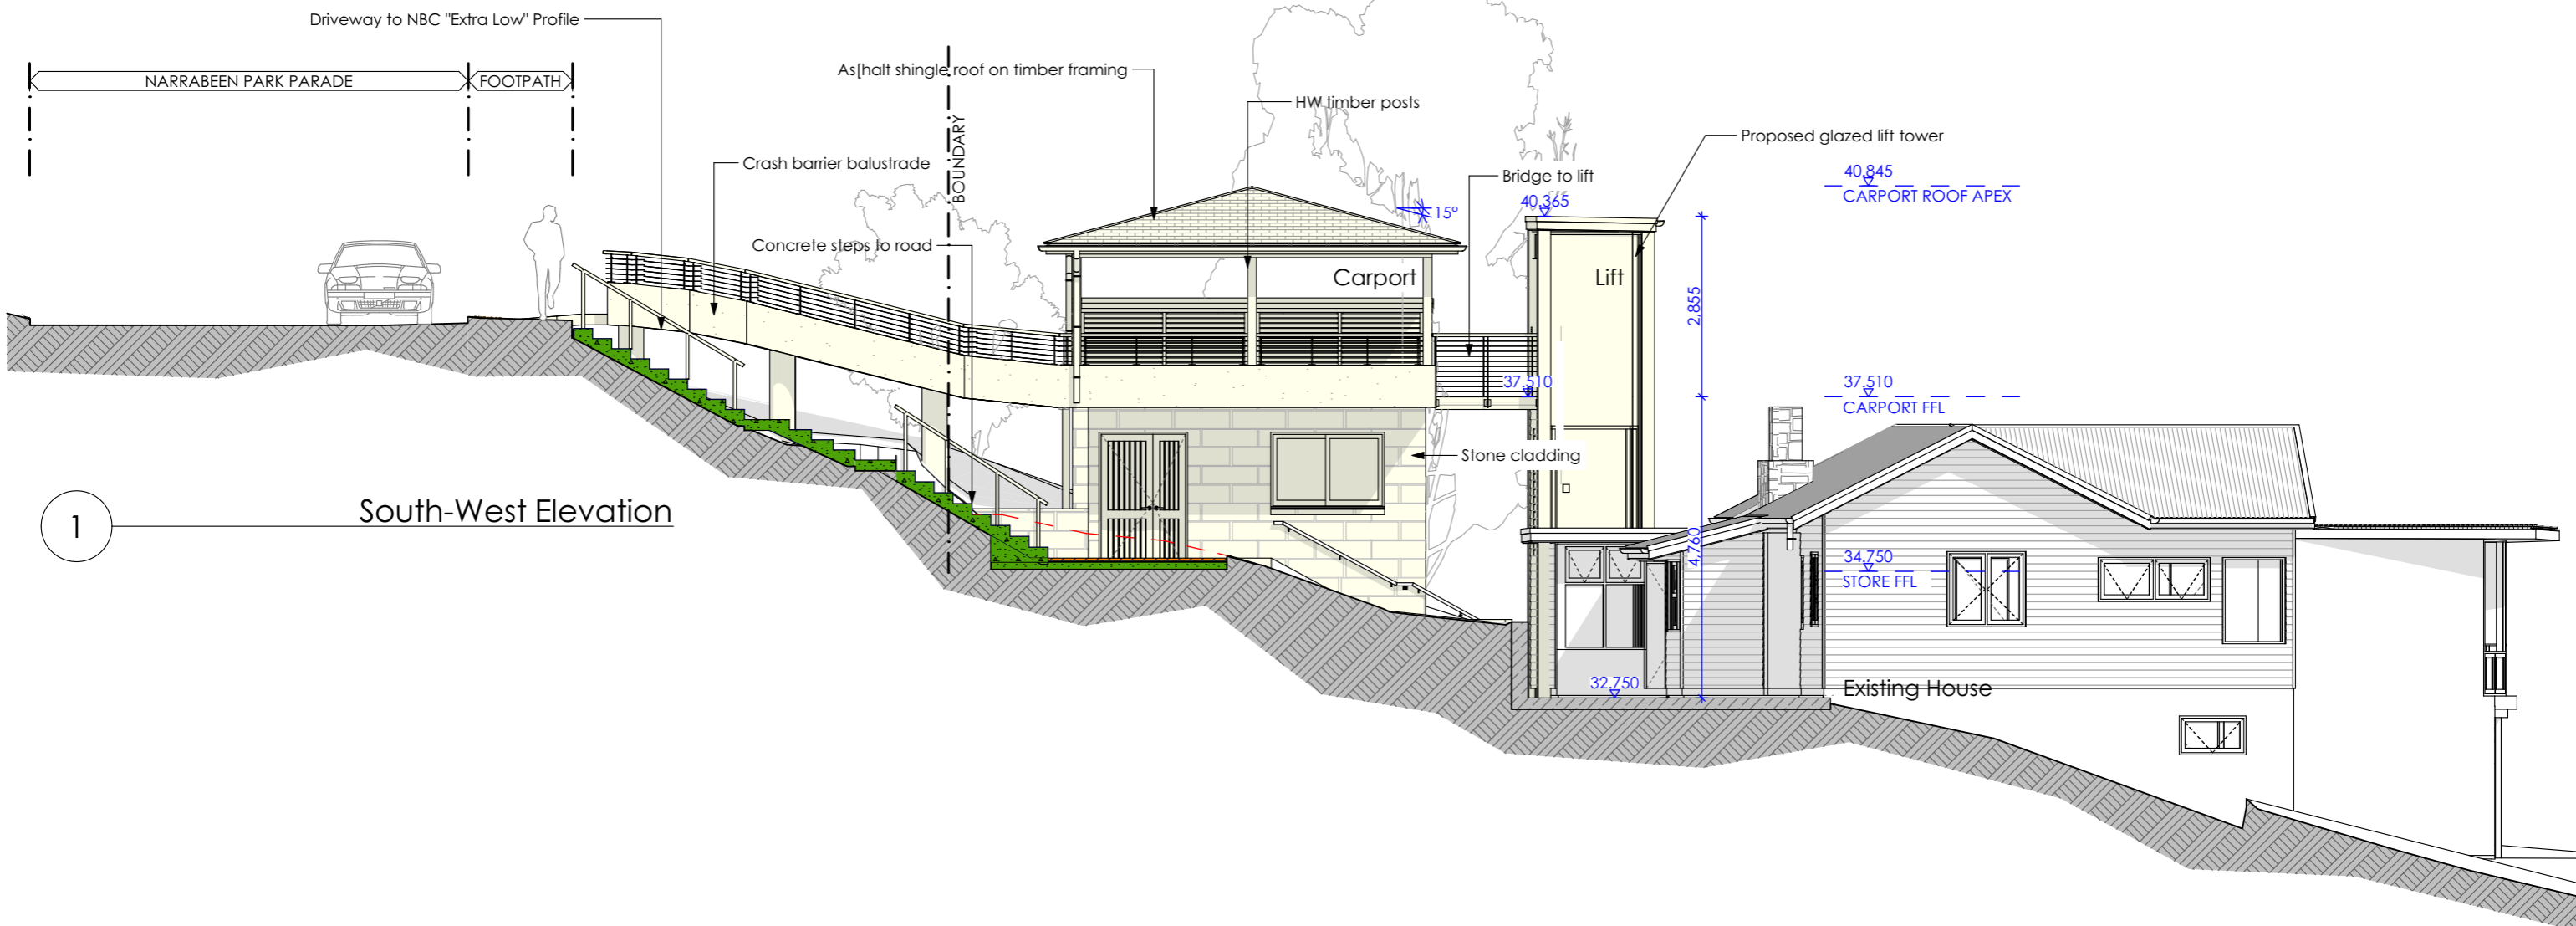 Driveway to NBC "Extra Low" Profile
NARRABEEN PARK PARADE
FOOTPATH
As[halt shingle roof on timber framing
HW timber posts
BOUNDARY
Crash barrier balustrade
Proposed glazed lift tower
Bridge to lift
40.845
CARPORT ROOF APEX
40.365
15°
Concrete steps to road
Carport
Lift
2,855
37.510
37.510
CARPORT FFL
Stone cladding
1
South-West Elevation
4,760
34.750
STORE FFL
32.750
Existing House